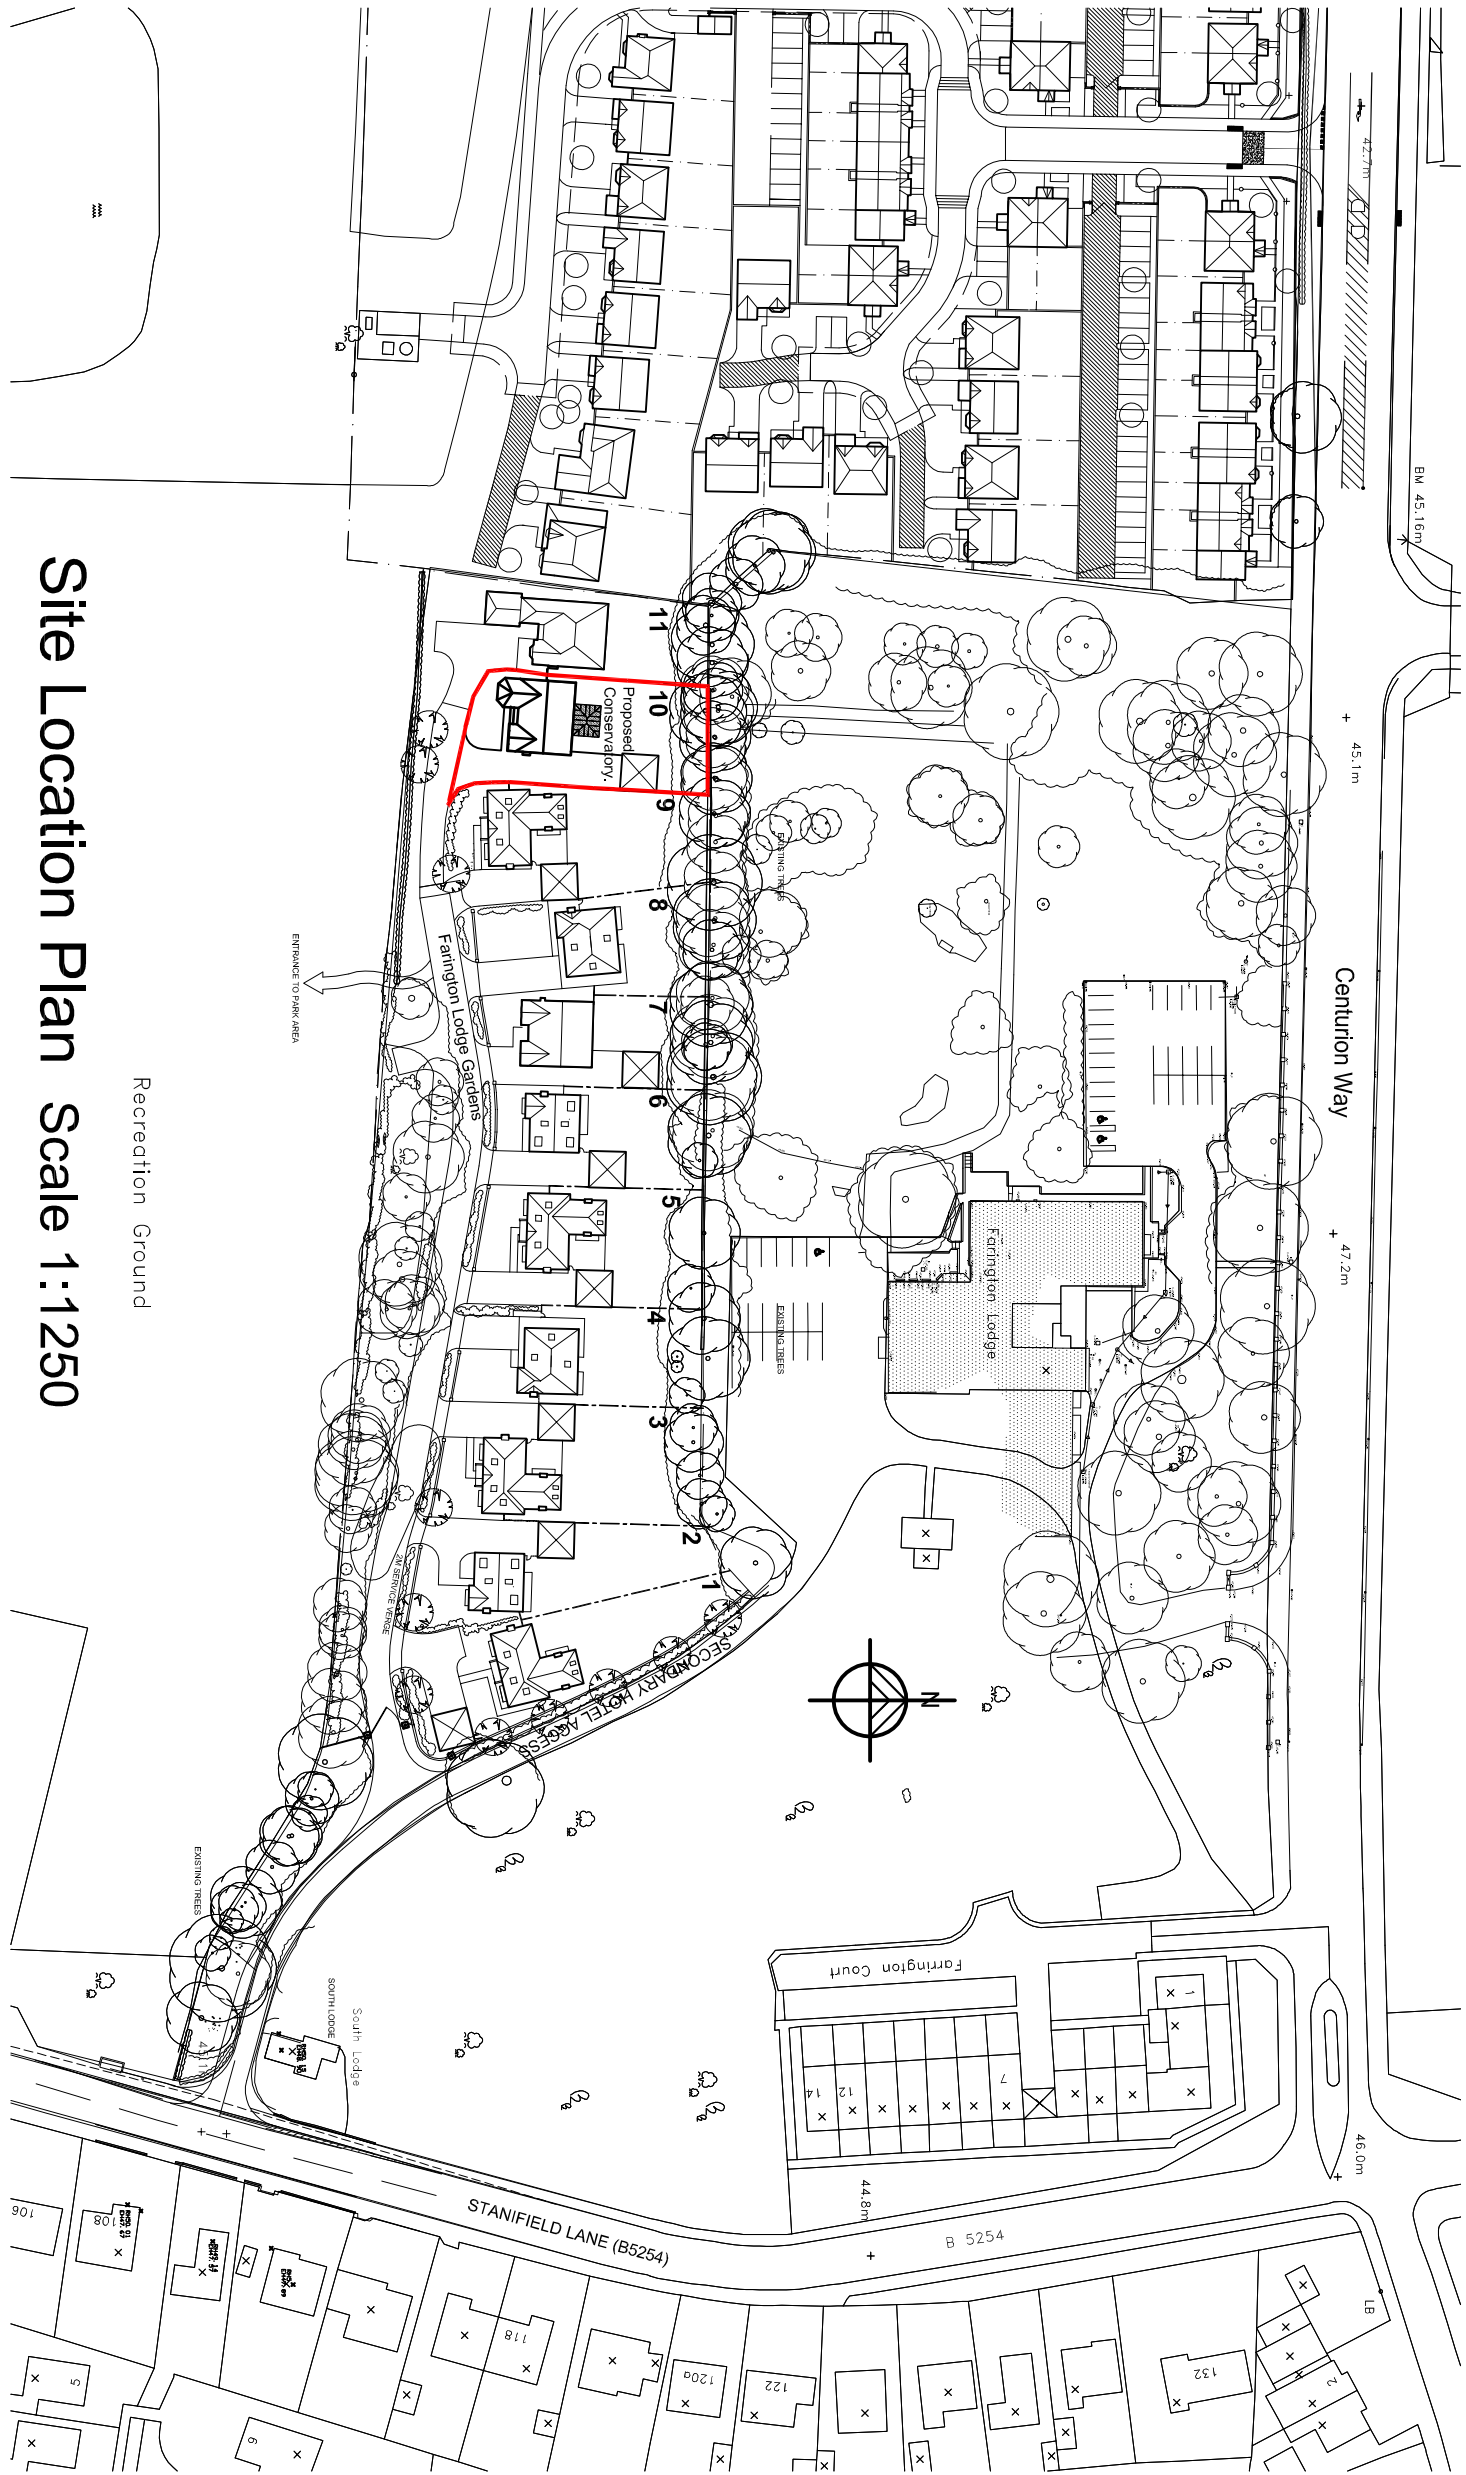 Site Location Plan  Scale 1:1250
Recreation Ground
Centurion Way
42.7m
BM 45.16m
45.1m
47.2m
46.0m
44.8m
B 5254
STANIFIELD LANE (B5254)
LB
11
10
9
8
7
6
5
4
3
2
1
Proposed
Conservatory.
EXISTING TREES
EXISTING TREES
EXISTING TREES
Farington Lodge Gardens
ENTRANCE TO PARK AREA
2M SERVICE VERGE
SECONDARY HOTEL ACCESS
Farington Lodge
N
Farrington Court
1
7
12
14
SOUTH LODGE
South Lodge
106
108
118
120a
122
132
2
5
9